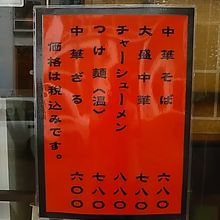 中華そば 六八〇
大盛中華 七八〇
チャーシューメン 八八〇
つけ麺(温) 七八〇
中華ざる 六八〇
価格は税込みです。